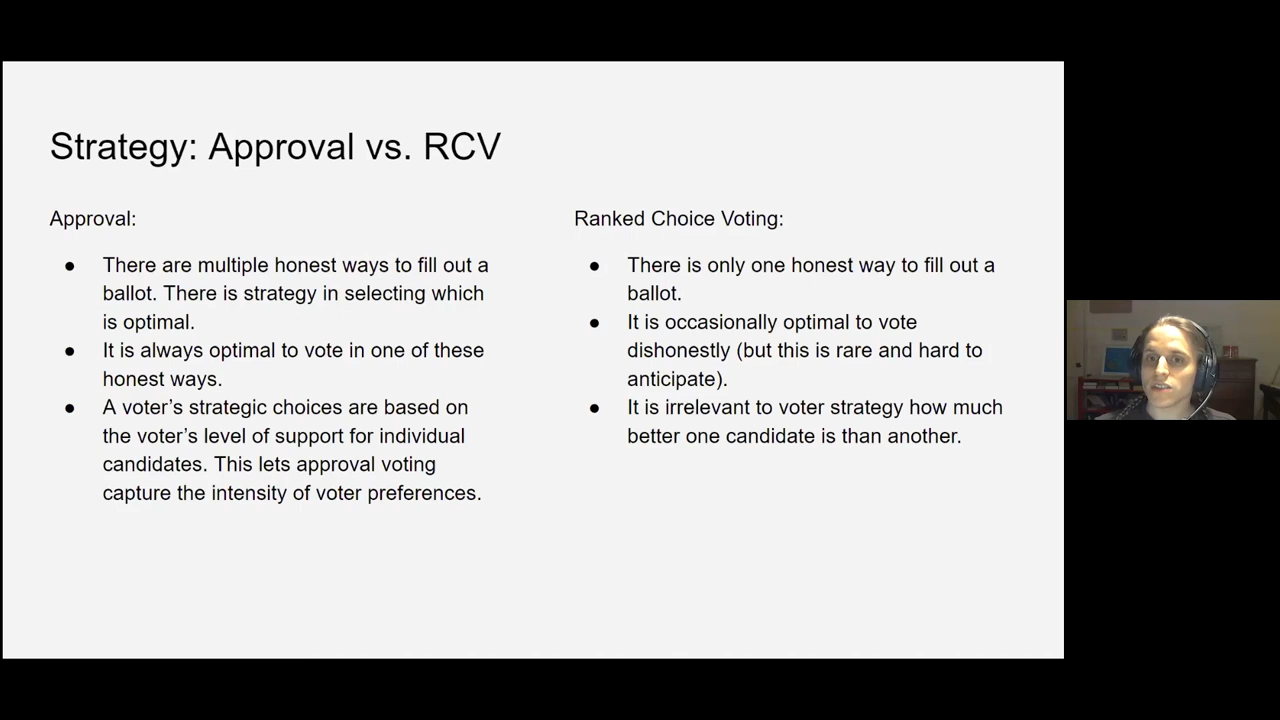 Strategy: Approval vs. RCV
Approval:
● There are multiple honest ways to fill out a
ballot. There is strategy in selecting which
is optimal.
● It is always optimal to vote in one of these
honest ways.
● A voter’s strategic choices are based on
the voter’s level of support for individual
candidates. This lets approval voting
capture the intensity of voter preferences.
Ranked Choice Voting:
● There is only one honest way to fill out a
ballot.
● It is occasionally optimal to vote
dishonestly (but this is rare and hard to
anticipate).
● It is irrelevant to voter strategy how much
better one candidate is than another.